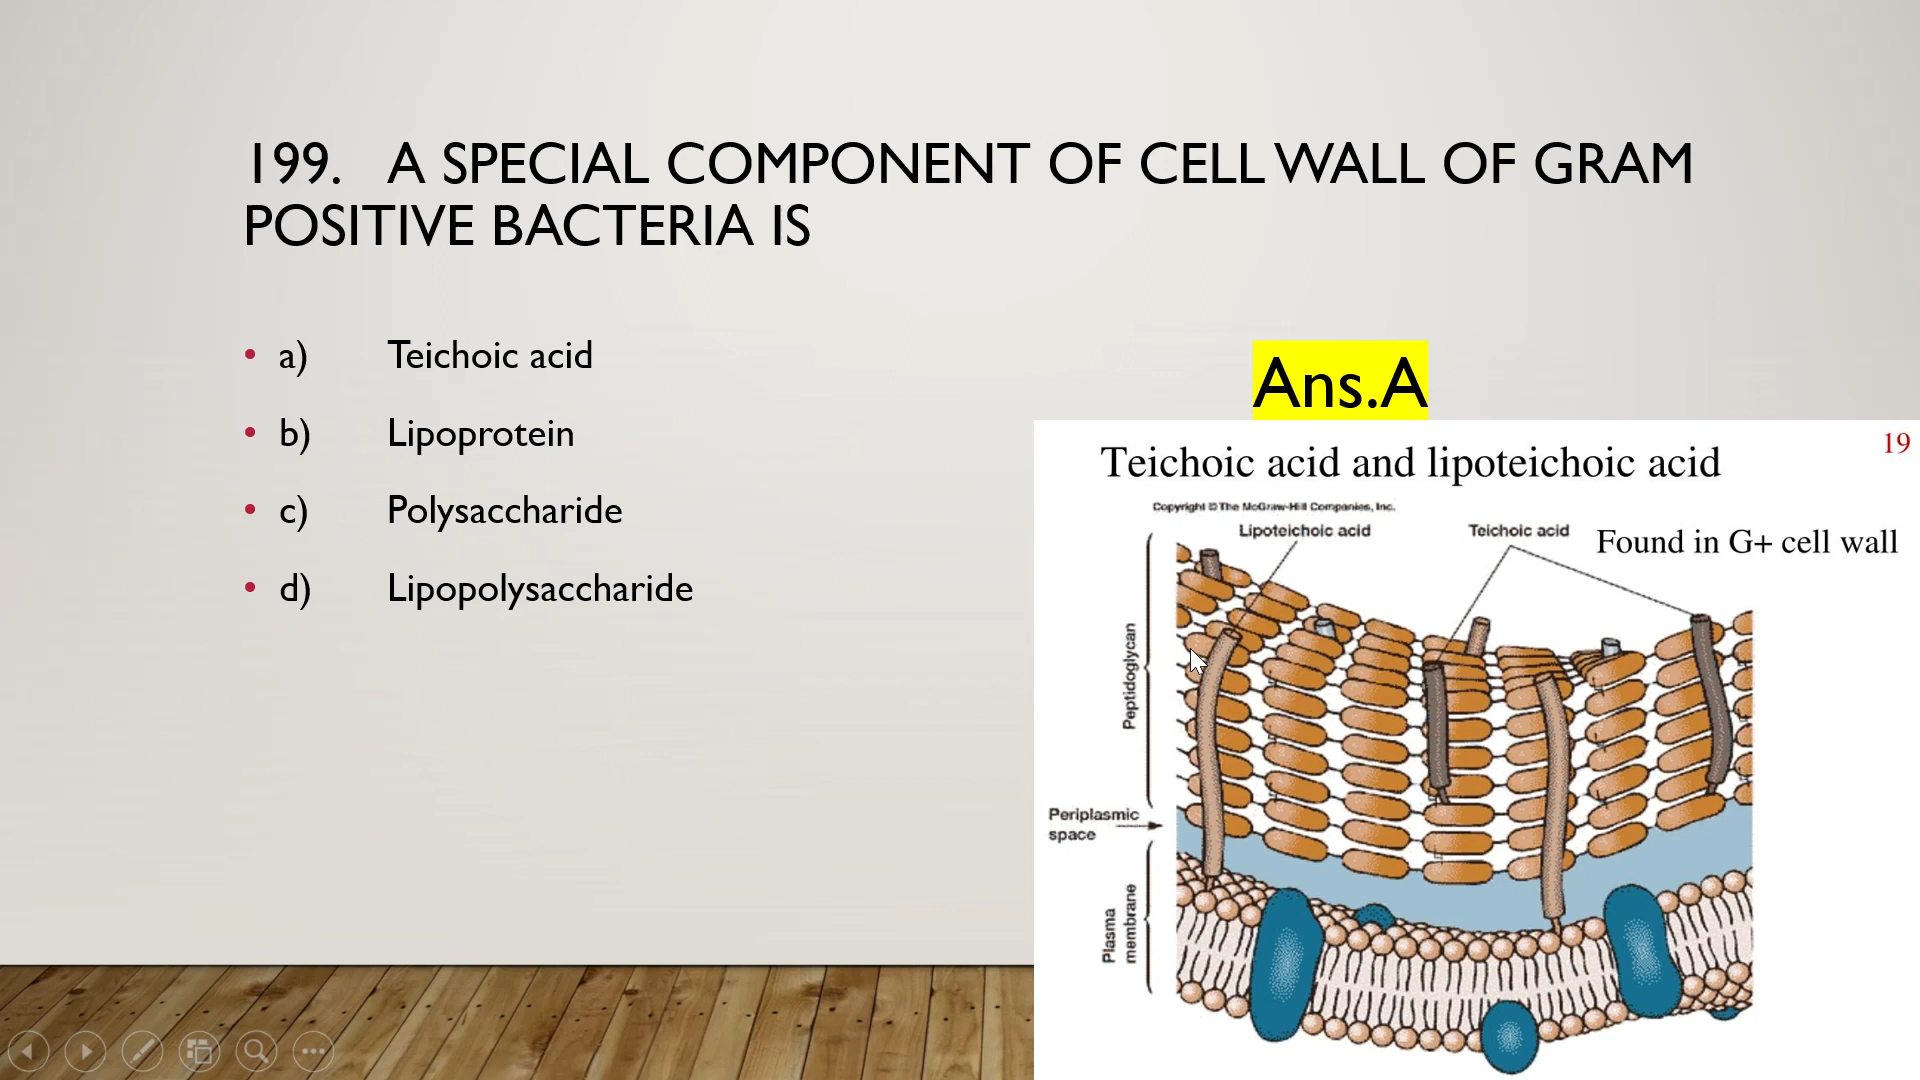 199. A SPECIAL COMPONENT OF CELL WALL OF GRAM
POSITIVE BACTERIA IS
• a) Teichoic acid
• b) Lipoprotein
• c) Polysaccharide
• d) Lipopolysaccharide
Ans.A
19
Teichoic acid and lipoteichoic acid
Copyright © The McGraw-Hill Companies, Inc.
Lipoteichoic acid
Teichoic acid
Found in G+ cell wall
Peptidoglycan
Periplasmic
space
Plasma
membrane